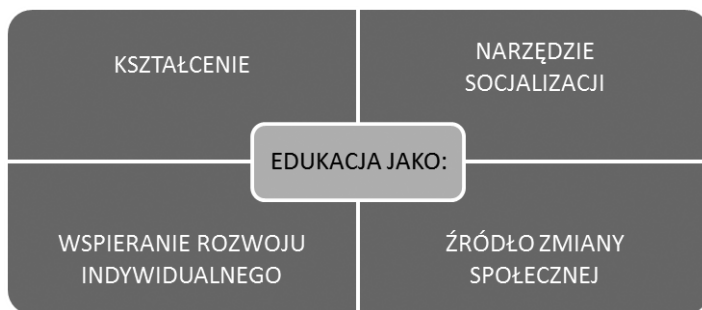 KSZTAŁCENIE
NARZĘDZIE
SOCJALIZACJI
EDUKACJA JAKO:
WSPIERANIE ROZWOJU
INDYWIDUALNEGO
ŹRÓDŁO ZMIANY
SPOŁECZNEJ